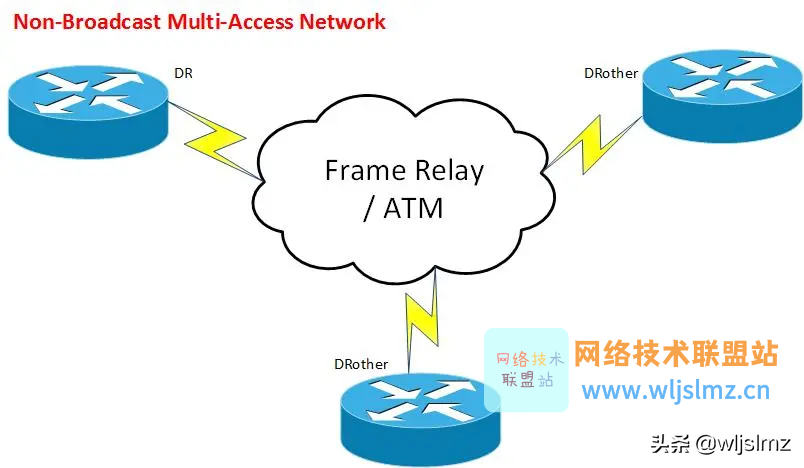 Non-Broadcast Multi-Access Network
DR
DRother
Frame Relay
/ ATM
DRother
网络技术
联盟站
网络技术联盟站
www.wljslmz.cn
头条 @wljslmz